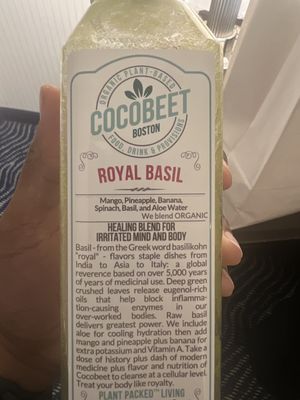 ORGANIC PLANT-BASED
COCOBEET
BOSTON
FOOD, DRINK & PROVISIONS
ROYAL BASIL
Mango, Pineapple, Banana,
Spinach, Basil, and Aloe Water
We blend ORGANIC
HEALING BLEND FOR
IRRITATED MIND AND BODY
Basil - from the Greek word basilikohn
"royal" - flavors staple dishes from
India to Asia to Italy: a global
reverence based on over 5,000 years
of years of medicinal use. Deep green
crushed leaves release eugenol-rich
oils that help block inflamma-
tion-causing enzymes in our
over-worked bodies. Raw basil
delivers greatest power. We include
aloe for cooling hydration then add
mango and pineapple plus banana for
extra potassium and Vitamin A. Take a
dose of history plus dash of modern
medicine plus flavor and nutrition of
Cocobeet to cleanse at a cellular level.
Treat your body like royalty.
PLANT PACKED™ LIVING